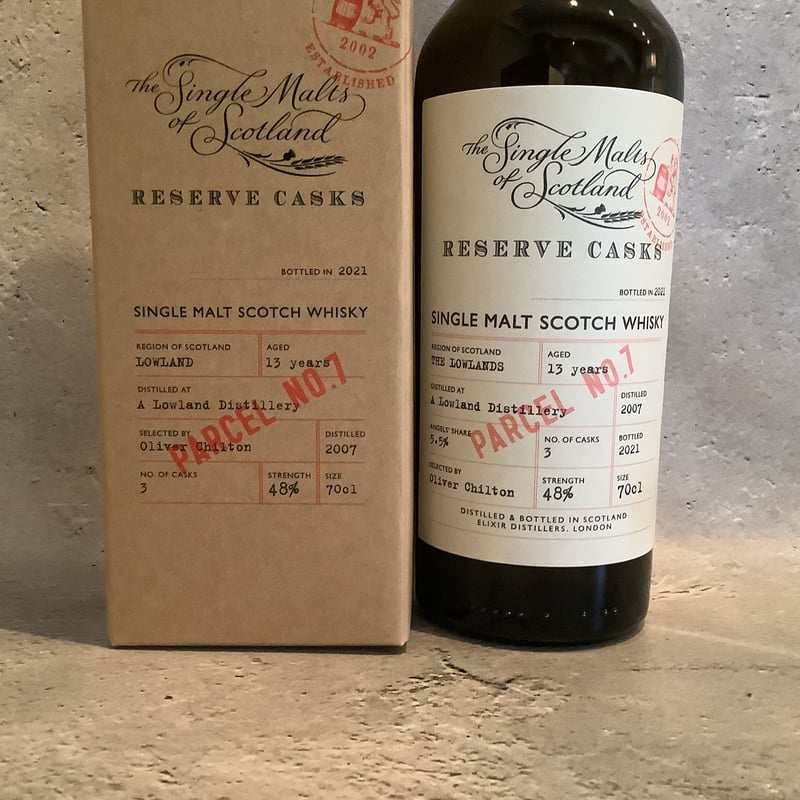 2002
ESTABLISHED
The Single Malts
of Scotland
RESERVE CASKS
BOTTLED IN 2021
SINGLE MALT SCOTCH WHISKY
REGION OF SCOTLAND
LOWLAND
AGED
13 years
DISTILLED AT
A Lowland Distillery
PARCEL NO.7
SELECTED BY
Oliver Chilton
DISTILLED
2007
NO. OF CASKS
3
STRENGTH
48%
SIZE
70cl
The Single Malts
of Scotland
2002
RESERVE CASKS
BOTTLED IN 2021
SINGLE MALT SCOTCH WHISKY
REGION OF SCOTLAND
THE LOWLANDS
AGED
13 years
DISTILLED AT
A Lowland Distillery
PARCEL NO.7
DISTILLED
2007
ANGELS' SHARE
5.5%
NO. OF CASKS
3
BOTTLED
2021
SELECTED BY
Oliver Chilton
STRENGTH
48%
SIZE
70cl
DISTILLED & BOTTLED IN SCOTLAND
ELIXIR DISTILLERS. LONDON